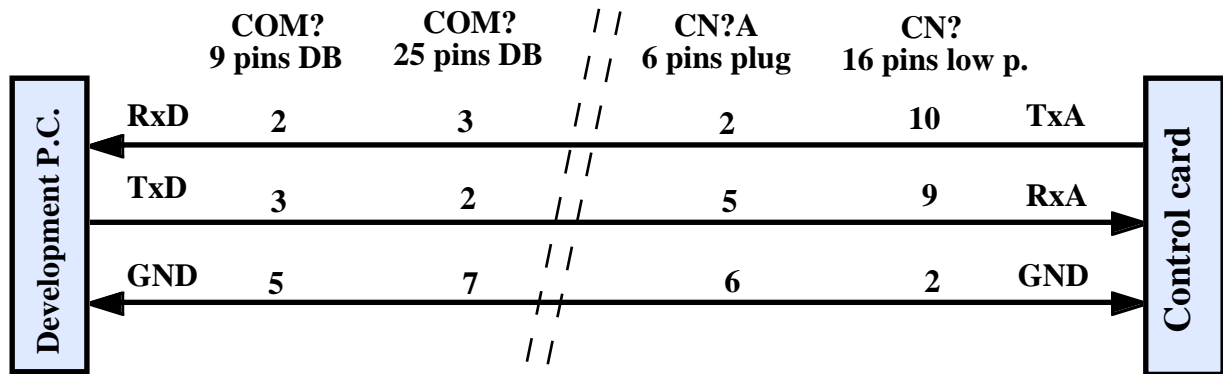 COM? COM? CN?A CN?
9 pins DB 25 pins DB 6 pins plug 16 pins low p.
Development P.C.
RxD 2 3 2 10 TxA
TxD 3 2 5 9 RxA
GND 5 7 6 2 GND
Control card